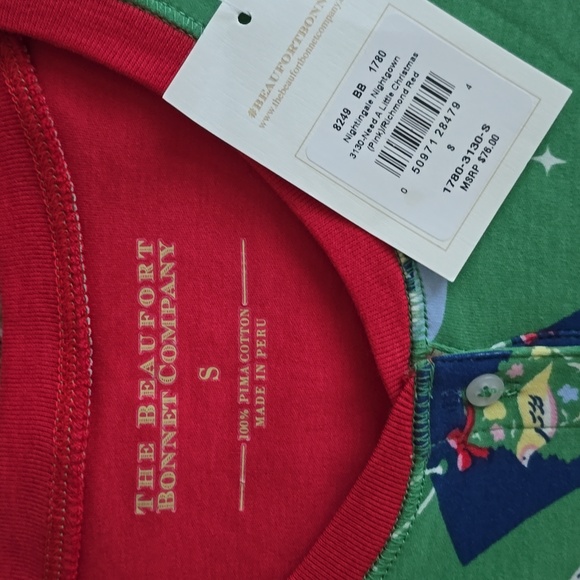 #BEAUFORTBONN
www.thebeaufortbonnetcompany.
8249 BB 1780
Nightingale Nightgown
3130-Need A Little Christmas
(Pink)/Richmond Red
0 50971 28479 4
S
1780-3130-S
MSRP $76.00
THE BEAUFORT
BONNET COMPANY
S
100% PIMA COTTON
MADE IN PERU